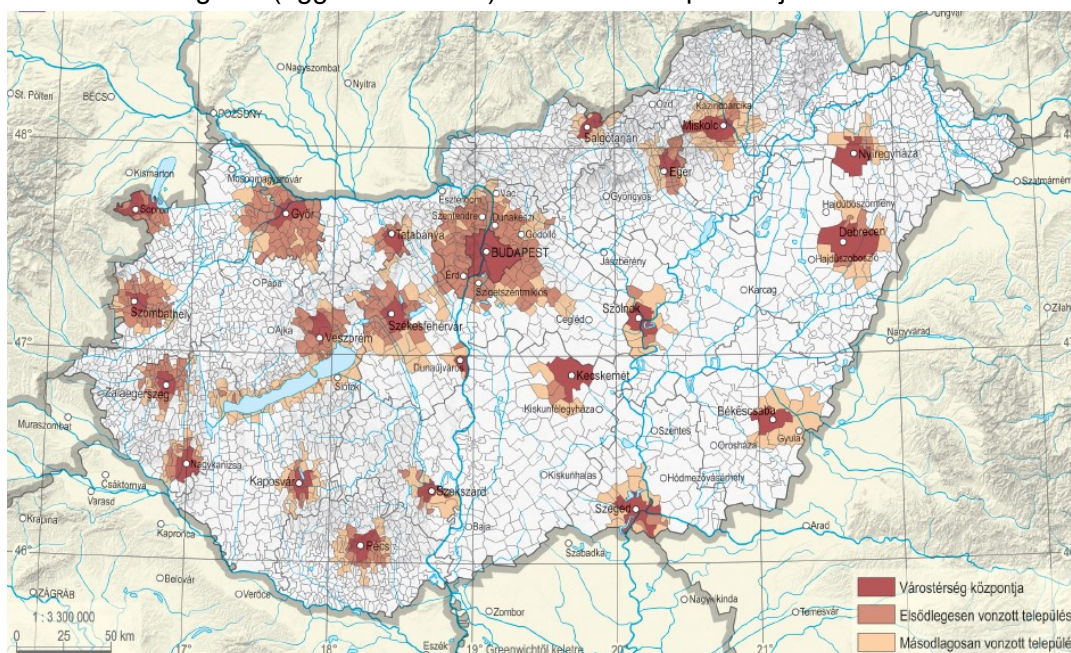 Ungvár
Nagyszombat
Nyitra
St. Pölten
BÉCS
POZSONY
48°
48°
Kismarton
Mosonmagyaróvár
Sopron
Győr
Tatabánya
Esztergom
Vác
Szentendre
Dunakeszi
Gödöllő
BUDAPEST
Érd
Szigetszentmiklós
Salgótarján
Ózd
Kazincbarcika
Miskolc
Eger
Gyöngyös
Nyíregyháza
Szatmárnémeti
Hajdúböszörmény
Debrecen
Hajdúszoboszló
Jászberény
Karcag
Zilah
Nagyvárad
Szombathely
Pápa
Ajka
Veszprém
Székesfehérvár
Cegléd
Szolnok
47°
47°
Dunaújváros
Siófok
Zalaegerszeg
Kecskemét
Kiskunfélegyháza
Békéscsaba
Gyula
Szentes
Orosháza
Muraszombat
Nagykanizsa
Kaposvár
Szekszárd
Kiskunhalas
Hódmezővásárhely
Csáktornya
Varasd
Szeged
Krapina
Kapronca
Pécs
Baja
Szabadka
Arad
46°
46°
Belovár
ZÁGRÁB
Verőce
Zombor
Nagykikinda
Temesvár
1 : 3 300 000
0 25 50 km
17°
18°
Eszék
19°
Greenwichtől keletre
20°
21°
Várostérség központja
Elsődlegesen vonzott település
Másodlagosan vonzott település